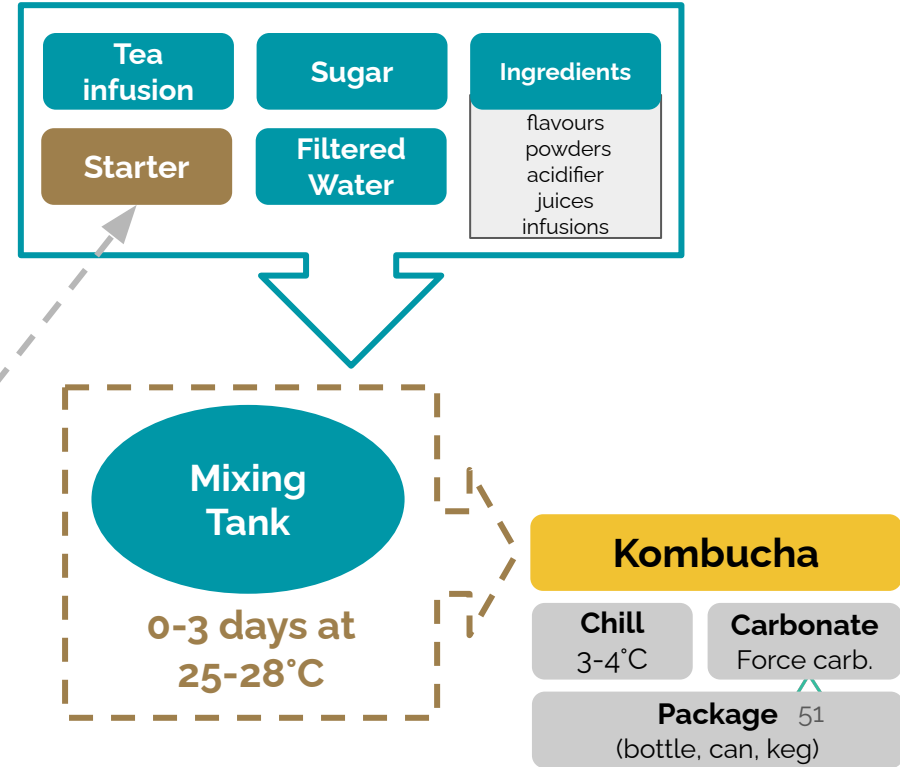 Tea
infusion
Sugar
Ingredients
flavours
powders
acidifier
juices
infusions
Starter
Filtered
Water
Mixing
Tank
0-3 days at
25-28°C
Kombucha
Chill
3-4°C
Carbonate
Force carb.
Package 51
(bottle, can, keg)